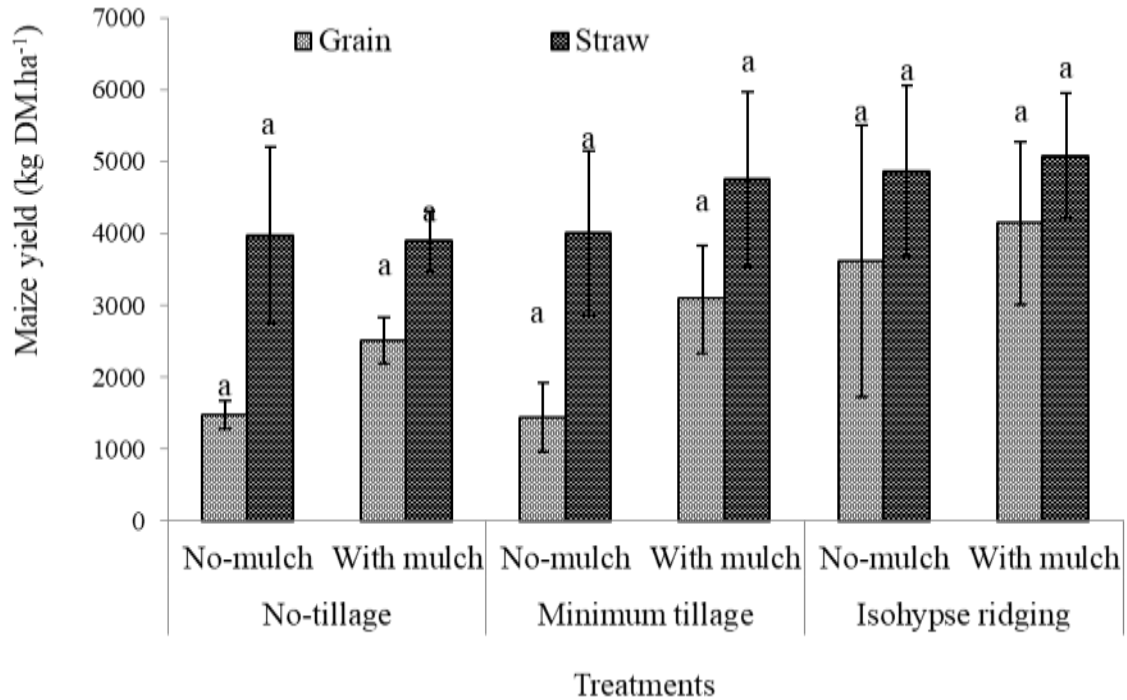 Maize yield (kg DM.ha⁻¹)
7000
6000
5000
4000
3000
2000
1000
0
Grain Straw
a a a a a a a a a a a a
No-mulch With mulch No-mulch With mulch No-mulch With mulch
No-tillage Minimum tillage Isohypse ridging
Treatments